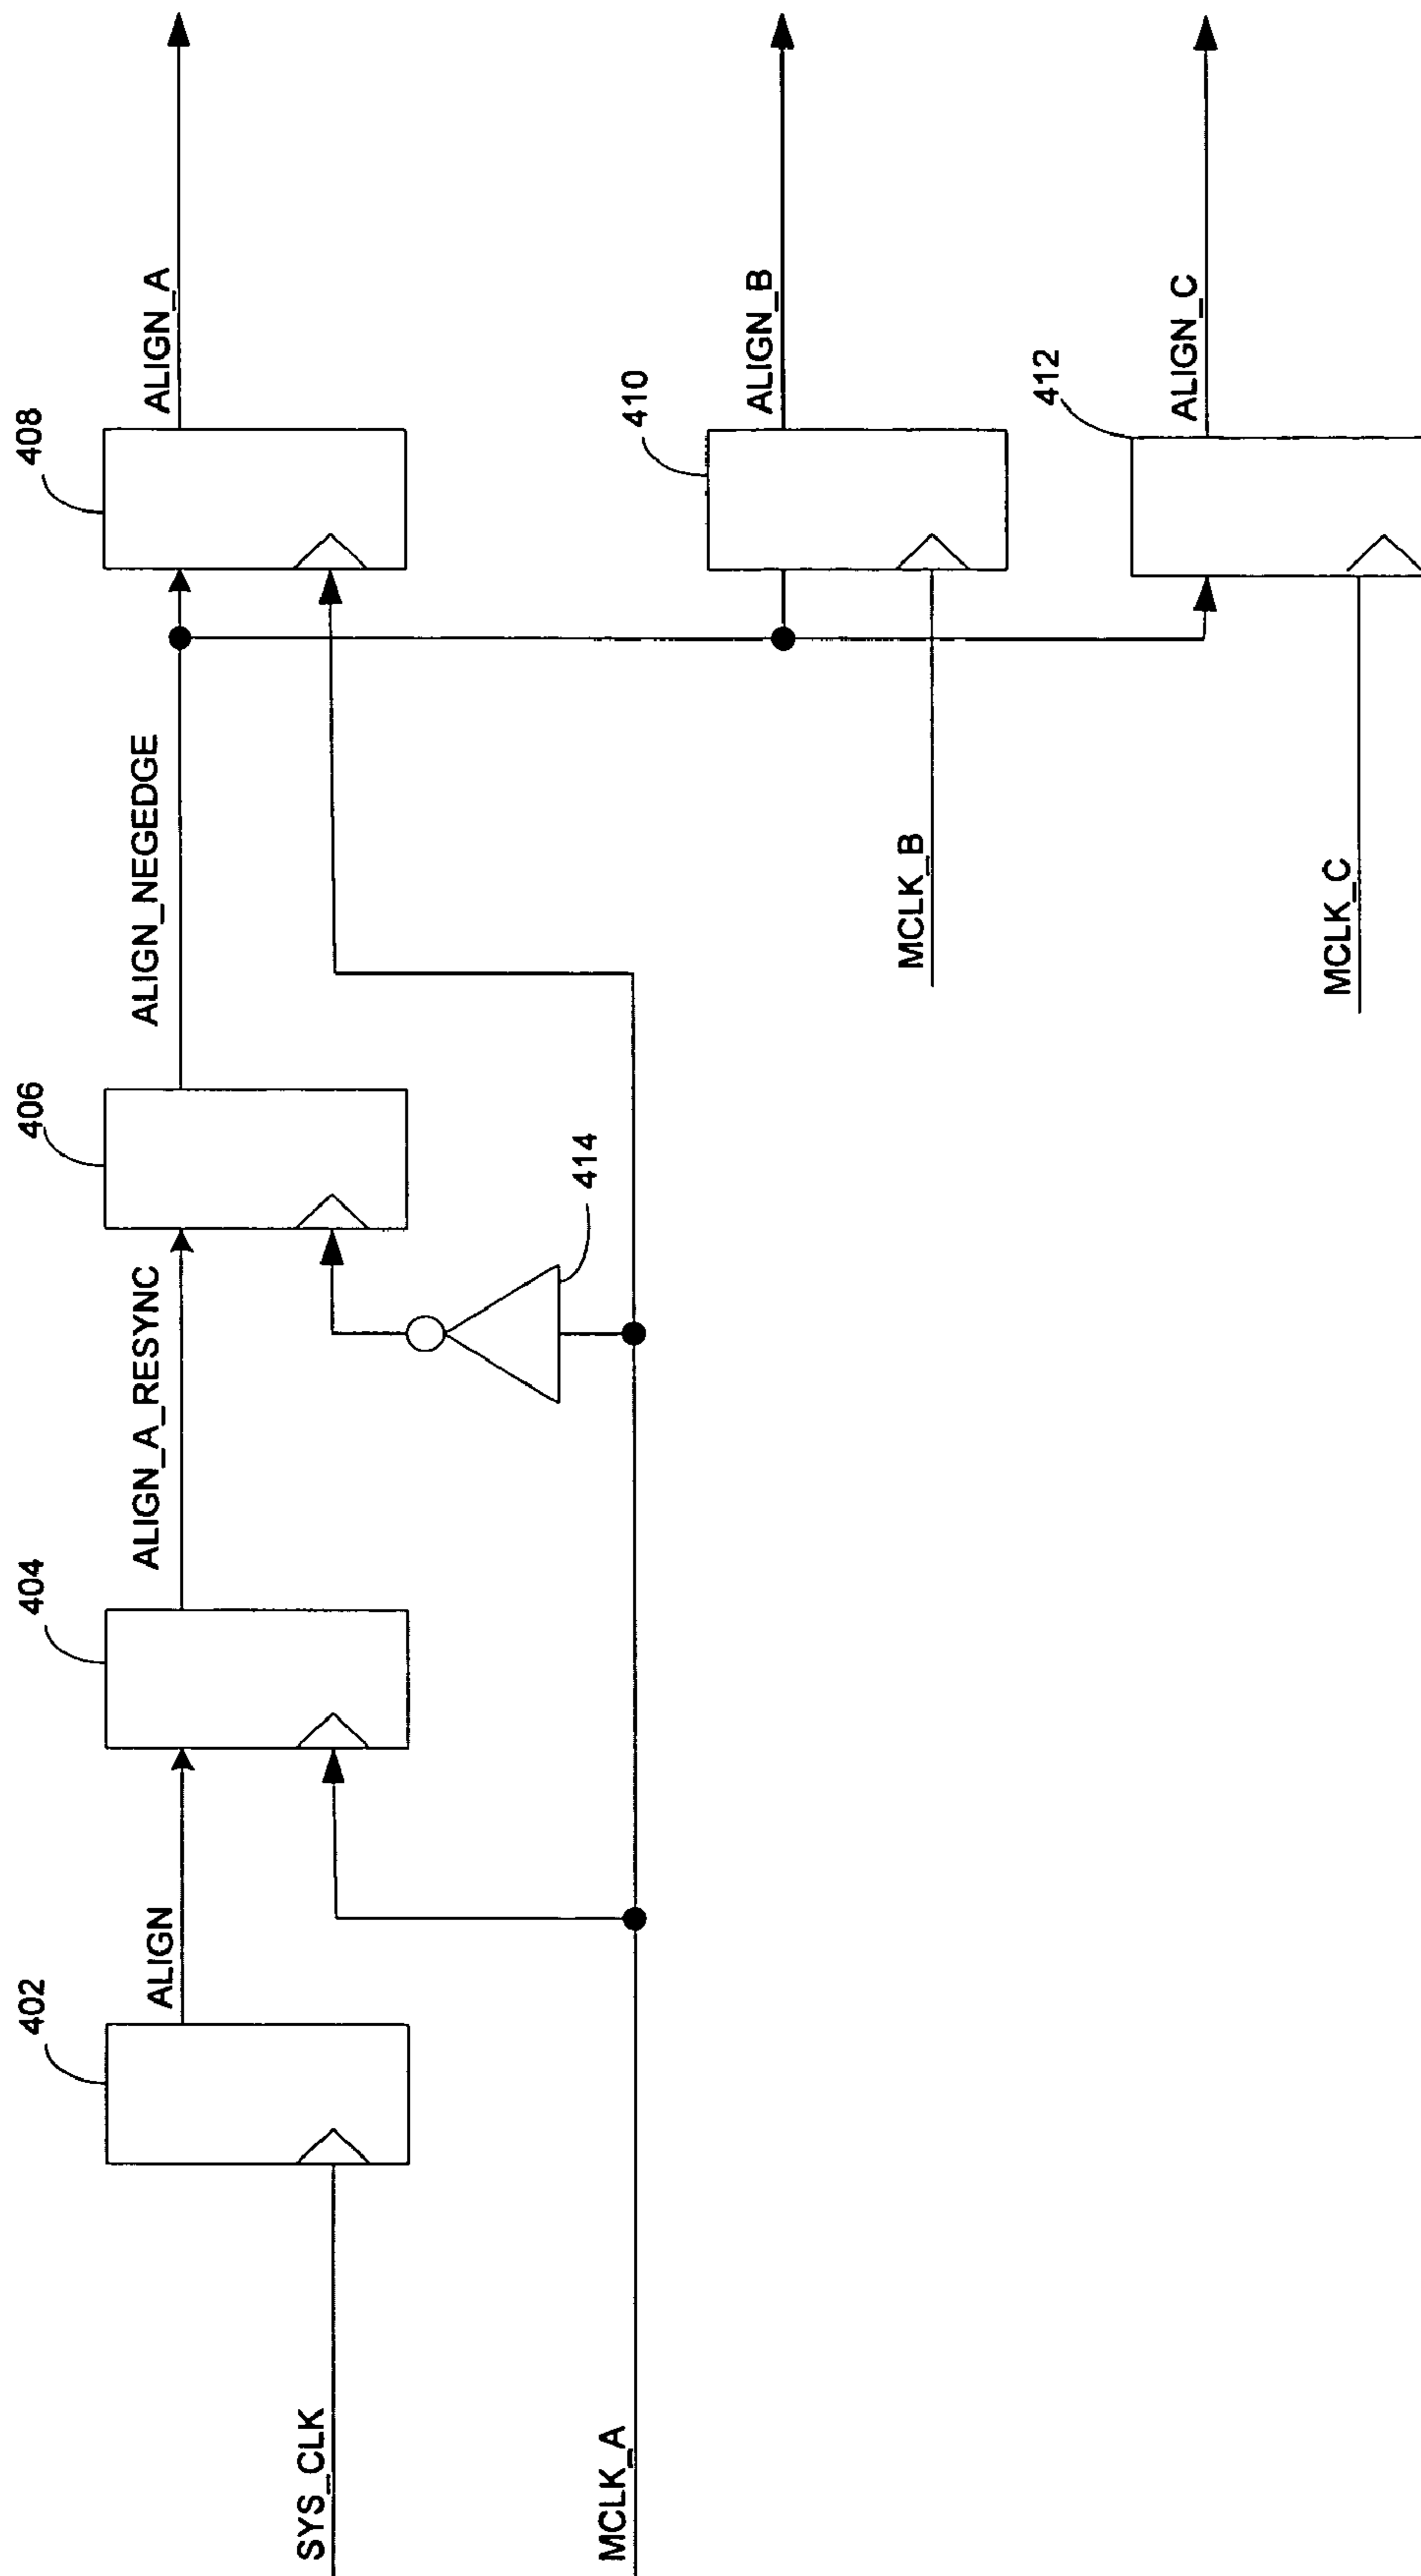 402
404
406
408
ALIGN
ALIGN_A_RESYNC
ALIGN_NEGEDGE
ALIGN_A
SYS_CLK
414
MCLK_A
410
ALIGN_B
MCLK_B
412
ALIGN_C
MCLK_C